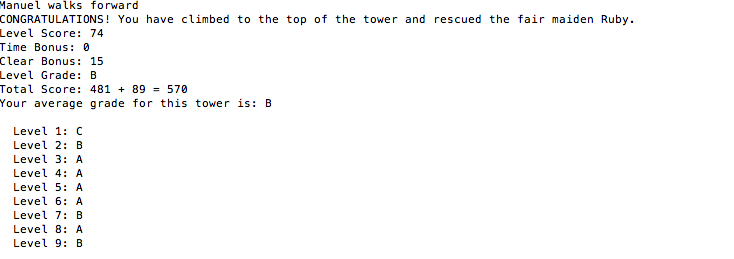 Manuel walks forward
CONGRATULATIONS! You have climbed to the top of the tower and rescued the fair maiden Ruby.
Level Score: 74
Time Bonus: 0
Clear Bonus: 15
Level Grade: B
Total Score: 481 + 89 = 570
Your average grade for this tower is: B
Level 1: C
Level 2: B
Level 3: A
Level 4: A
Level 5: A
Level 6: A
Level 7: B
Level 8: A
Level 9: B